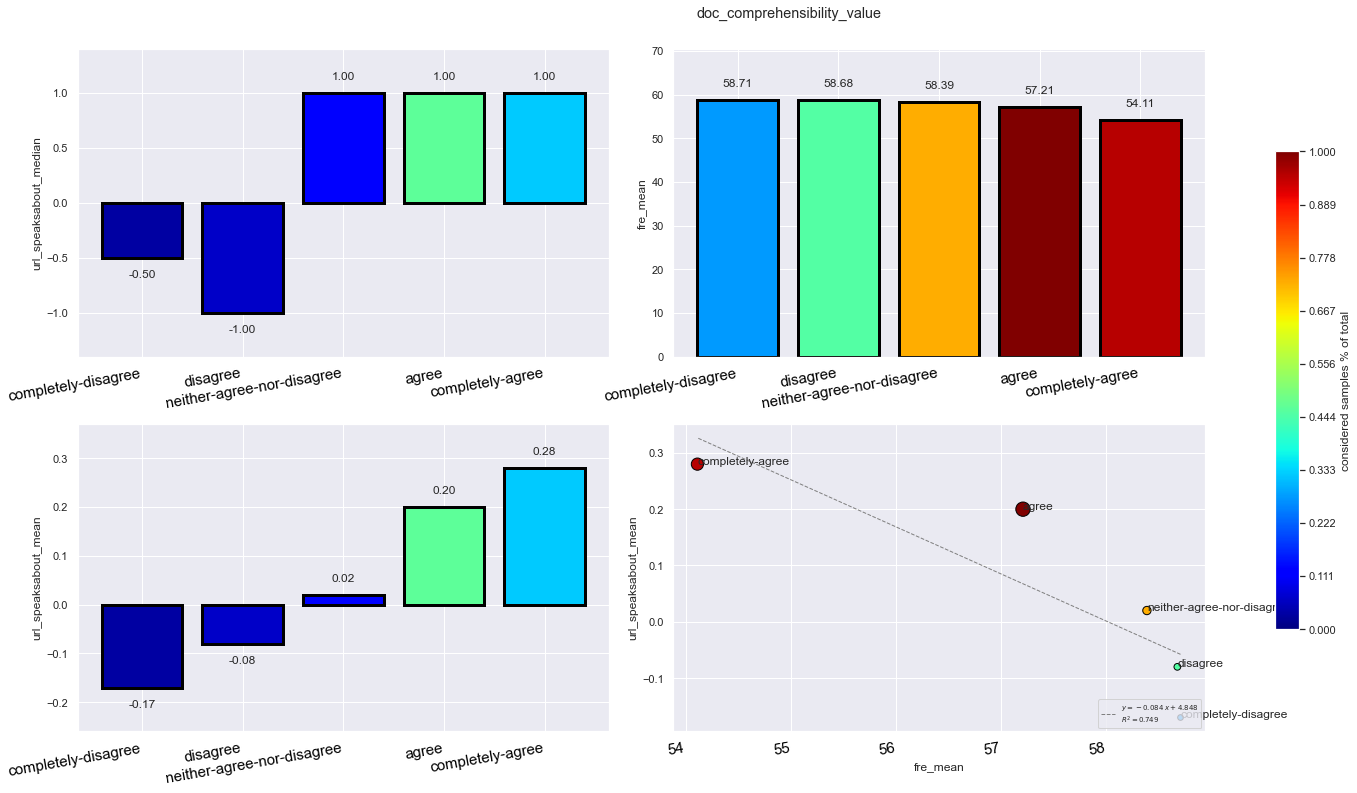 doc_comprehensibility_value
url_speaksabout_median
1.0
0.5
0.0
−0.5
−1.0
-0.50
-1.00
1.00
1.00
1.00
completely-disagree
disagree
neither-agree-nor-disagree
agree
completely-agree
fre_mean
70
60
50
40
30
20
10
0
58.71
58.68
58.39
57.21
54.11
completely-disagree
disagree
neither-agree-nor-disagree
agree
completely-agree
url_speaksabout_mean
0.3
0.2
0.1
0.0
−0.1
−0.2
-0.17
-0.08
0.02
0.20
0.28
completely-disagree
disagree
neither-agree-nor-disagree
agree
completely-agree
url_speaksabout_mean
0.3
0.2
0.1
0.0
−0.1
completely-agree
gree
neither-agree-nor-disagr
disagree
completely-disagree
y = −0.084 x + 4.848
R² = 0.749
54
55
56
57
58
fre_mean
1.000
0.889
0.778
0.667
0.556
0.444
0.333
0.222
0.111
0.000
considered samples % of total